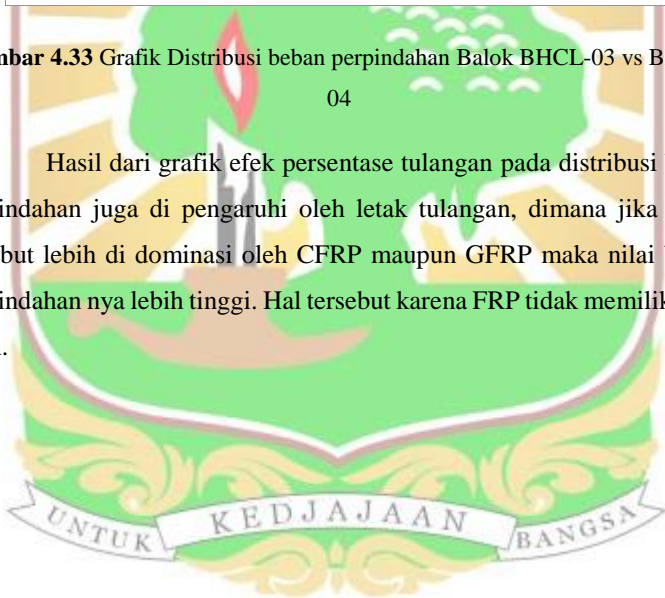 mbar 4.33 Grafik Distribusi beban perpindahan Balok BHCL-03 vs B
04
Hasil dari grafik efek persentase tulangan pada distribusi
indahan juga di pengaruhi oleh letak tulangan, dimana jika
but lebih di dominasi oleh CFRP maupun GFRP maka nilai
indahan nya lebih tinggi. Hal tersebut karena FRP tidak memilik
UNTUK KEDJAJAAN BANGSA